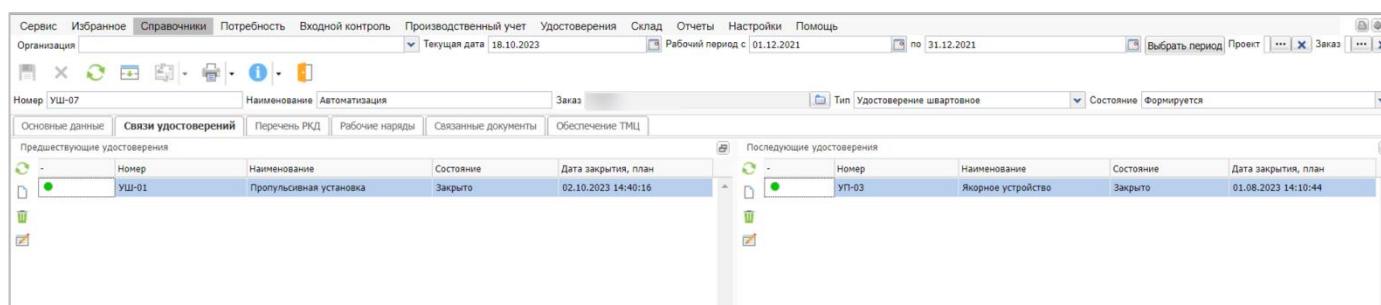 Сервис Избранное Справочники Потребность Входной контроль Производственный учет Удостоверения Склад Отчеты Настройки Помощь
Организация Текущая дата 18.10.2023 Рабочий период с 01.12.2021 по 31.12.2021 Выбрать период Проект ... Заказ ...
Номер УШ-07 Наименование Автоматизация Заказ Тип Удостоверение швартовное Состояние Формируется
Основные данные Связи удостоверений Перечень РКД Рабочие наряды Связанные документы Обеспечение ТМЦ
Предшествующие удостоверения Последующие удостоверения
- Номер Наименование Состояние Дата закрытия, план - Номер Наименование Состояние Дата закрытия, план
УШ-01 Пропульсивная установка Закрыто 02.10.2023 14:40:16 УП-03 Якорное устройство Закрыто 01.08.2023 14:10:44